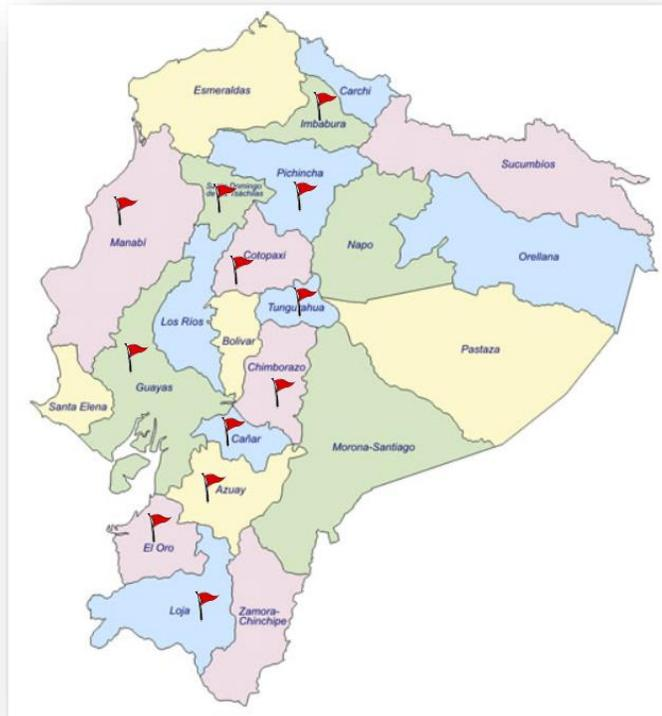 Esmeraldas
Carchi
Imbabura
Sucumbios
Pichincha
Manabí
Napo
Orellana
Cotopaxi
Los Ríos
Bolivar
Pastaza
Chimborazo
Guayas
Santa Elena
Cañar
Morona-Santiago
Azuay
El Oro
Loja
Zamora-
Chinchipe